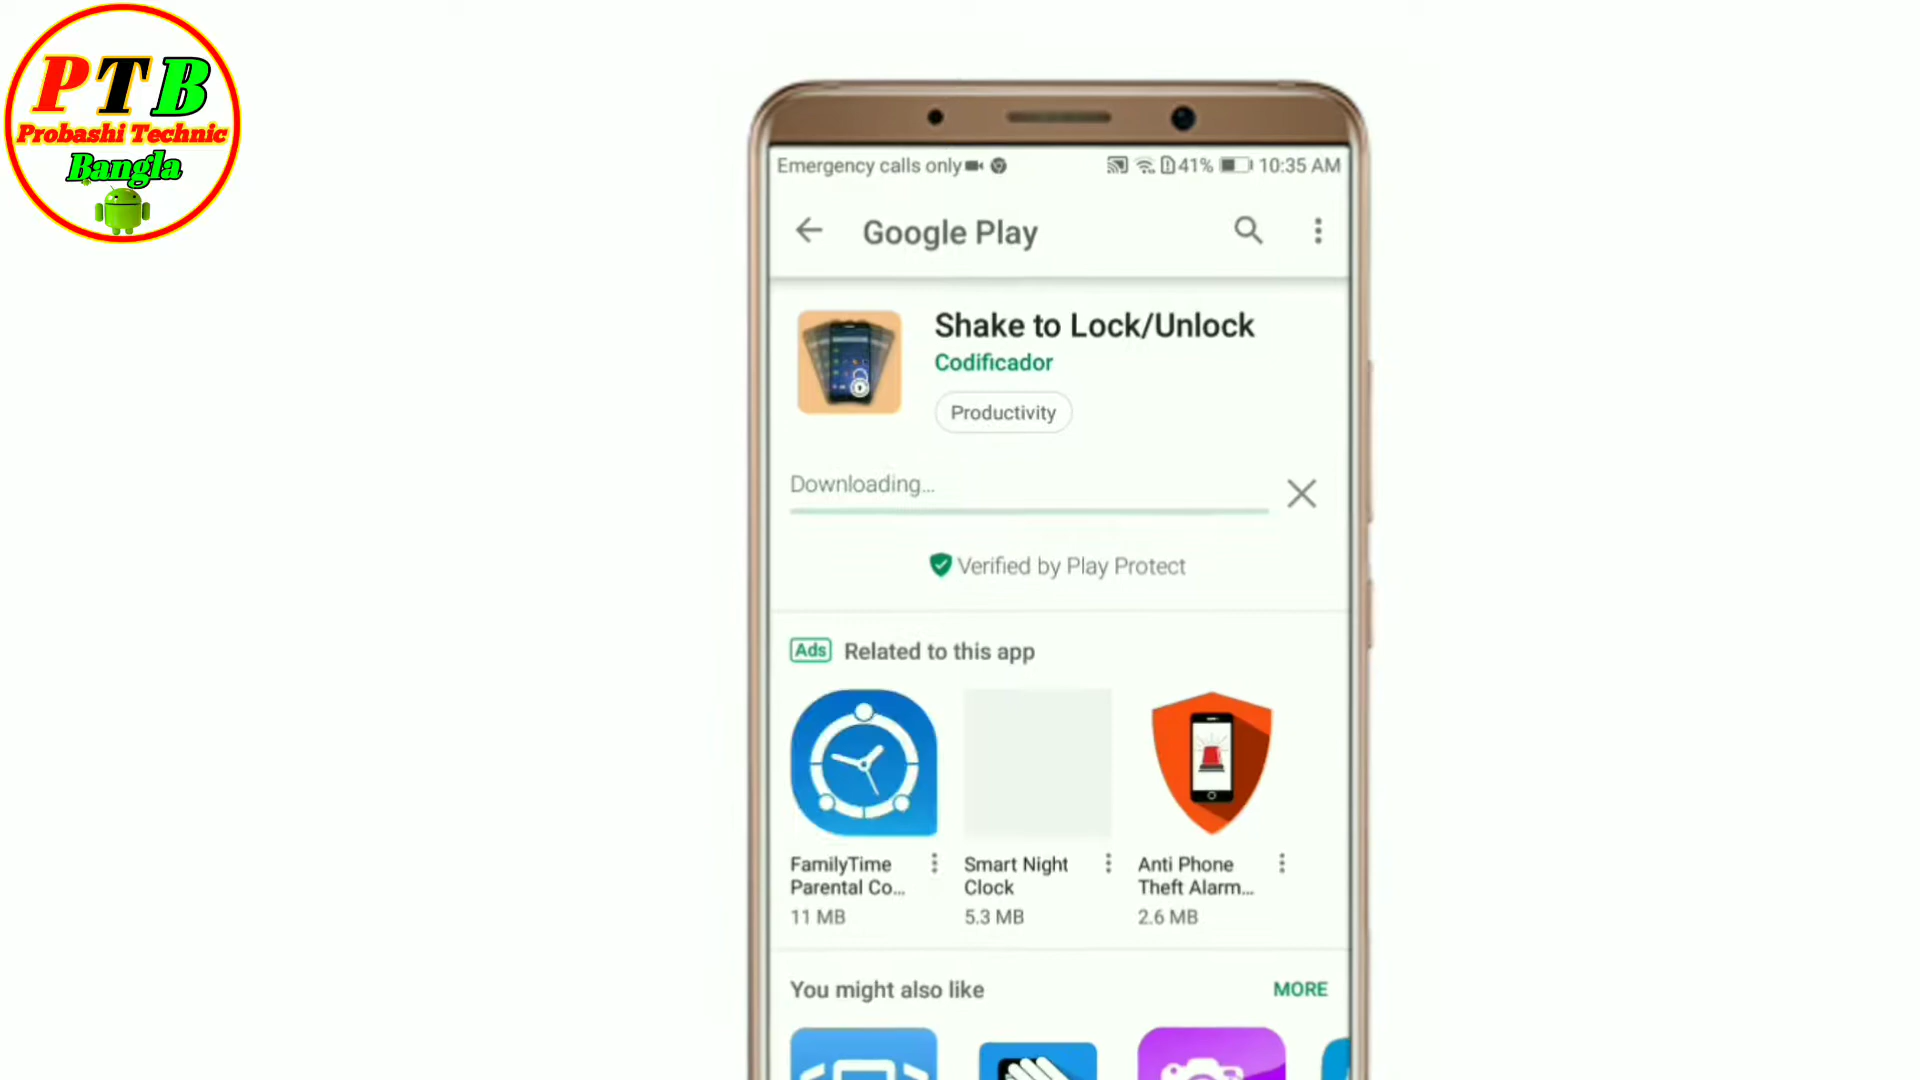 P T B
Probashi Technic
Bangla
Emergency calls only
41%
10:35 AM
Google Play
Shake to Lock/Unlock
Codificador
Productivity
Downloading...
Verified by Play Protect
Ads Related to this app
FamilyTime
Parental Co...
11 MB
Smart Night
Clock
5.3 MB
Anti Phone
Theft Alarm...
2.6 MB
You might also like
MORE